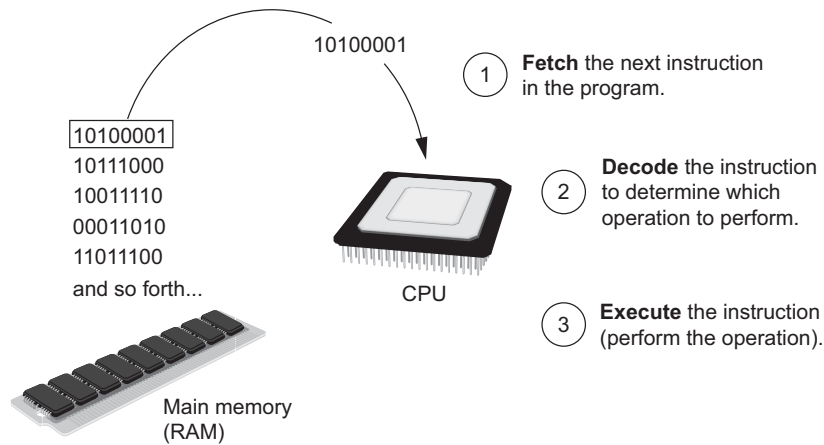 10100001
1
Fetch the next instruction
in the program.
10100001
10111000
10011110
00011010
11011100
and so forth...
CPU
2
Decode the instruction
to determine which
operation to perform.
3
Execute the instruction
(perform the operation).
Main memory
(RAM)